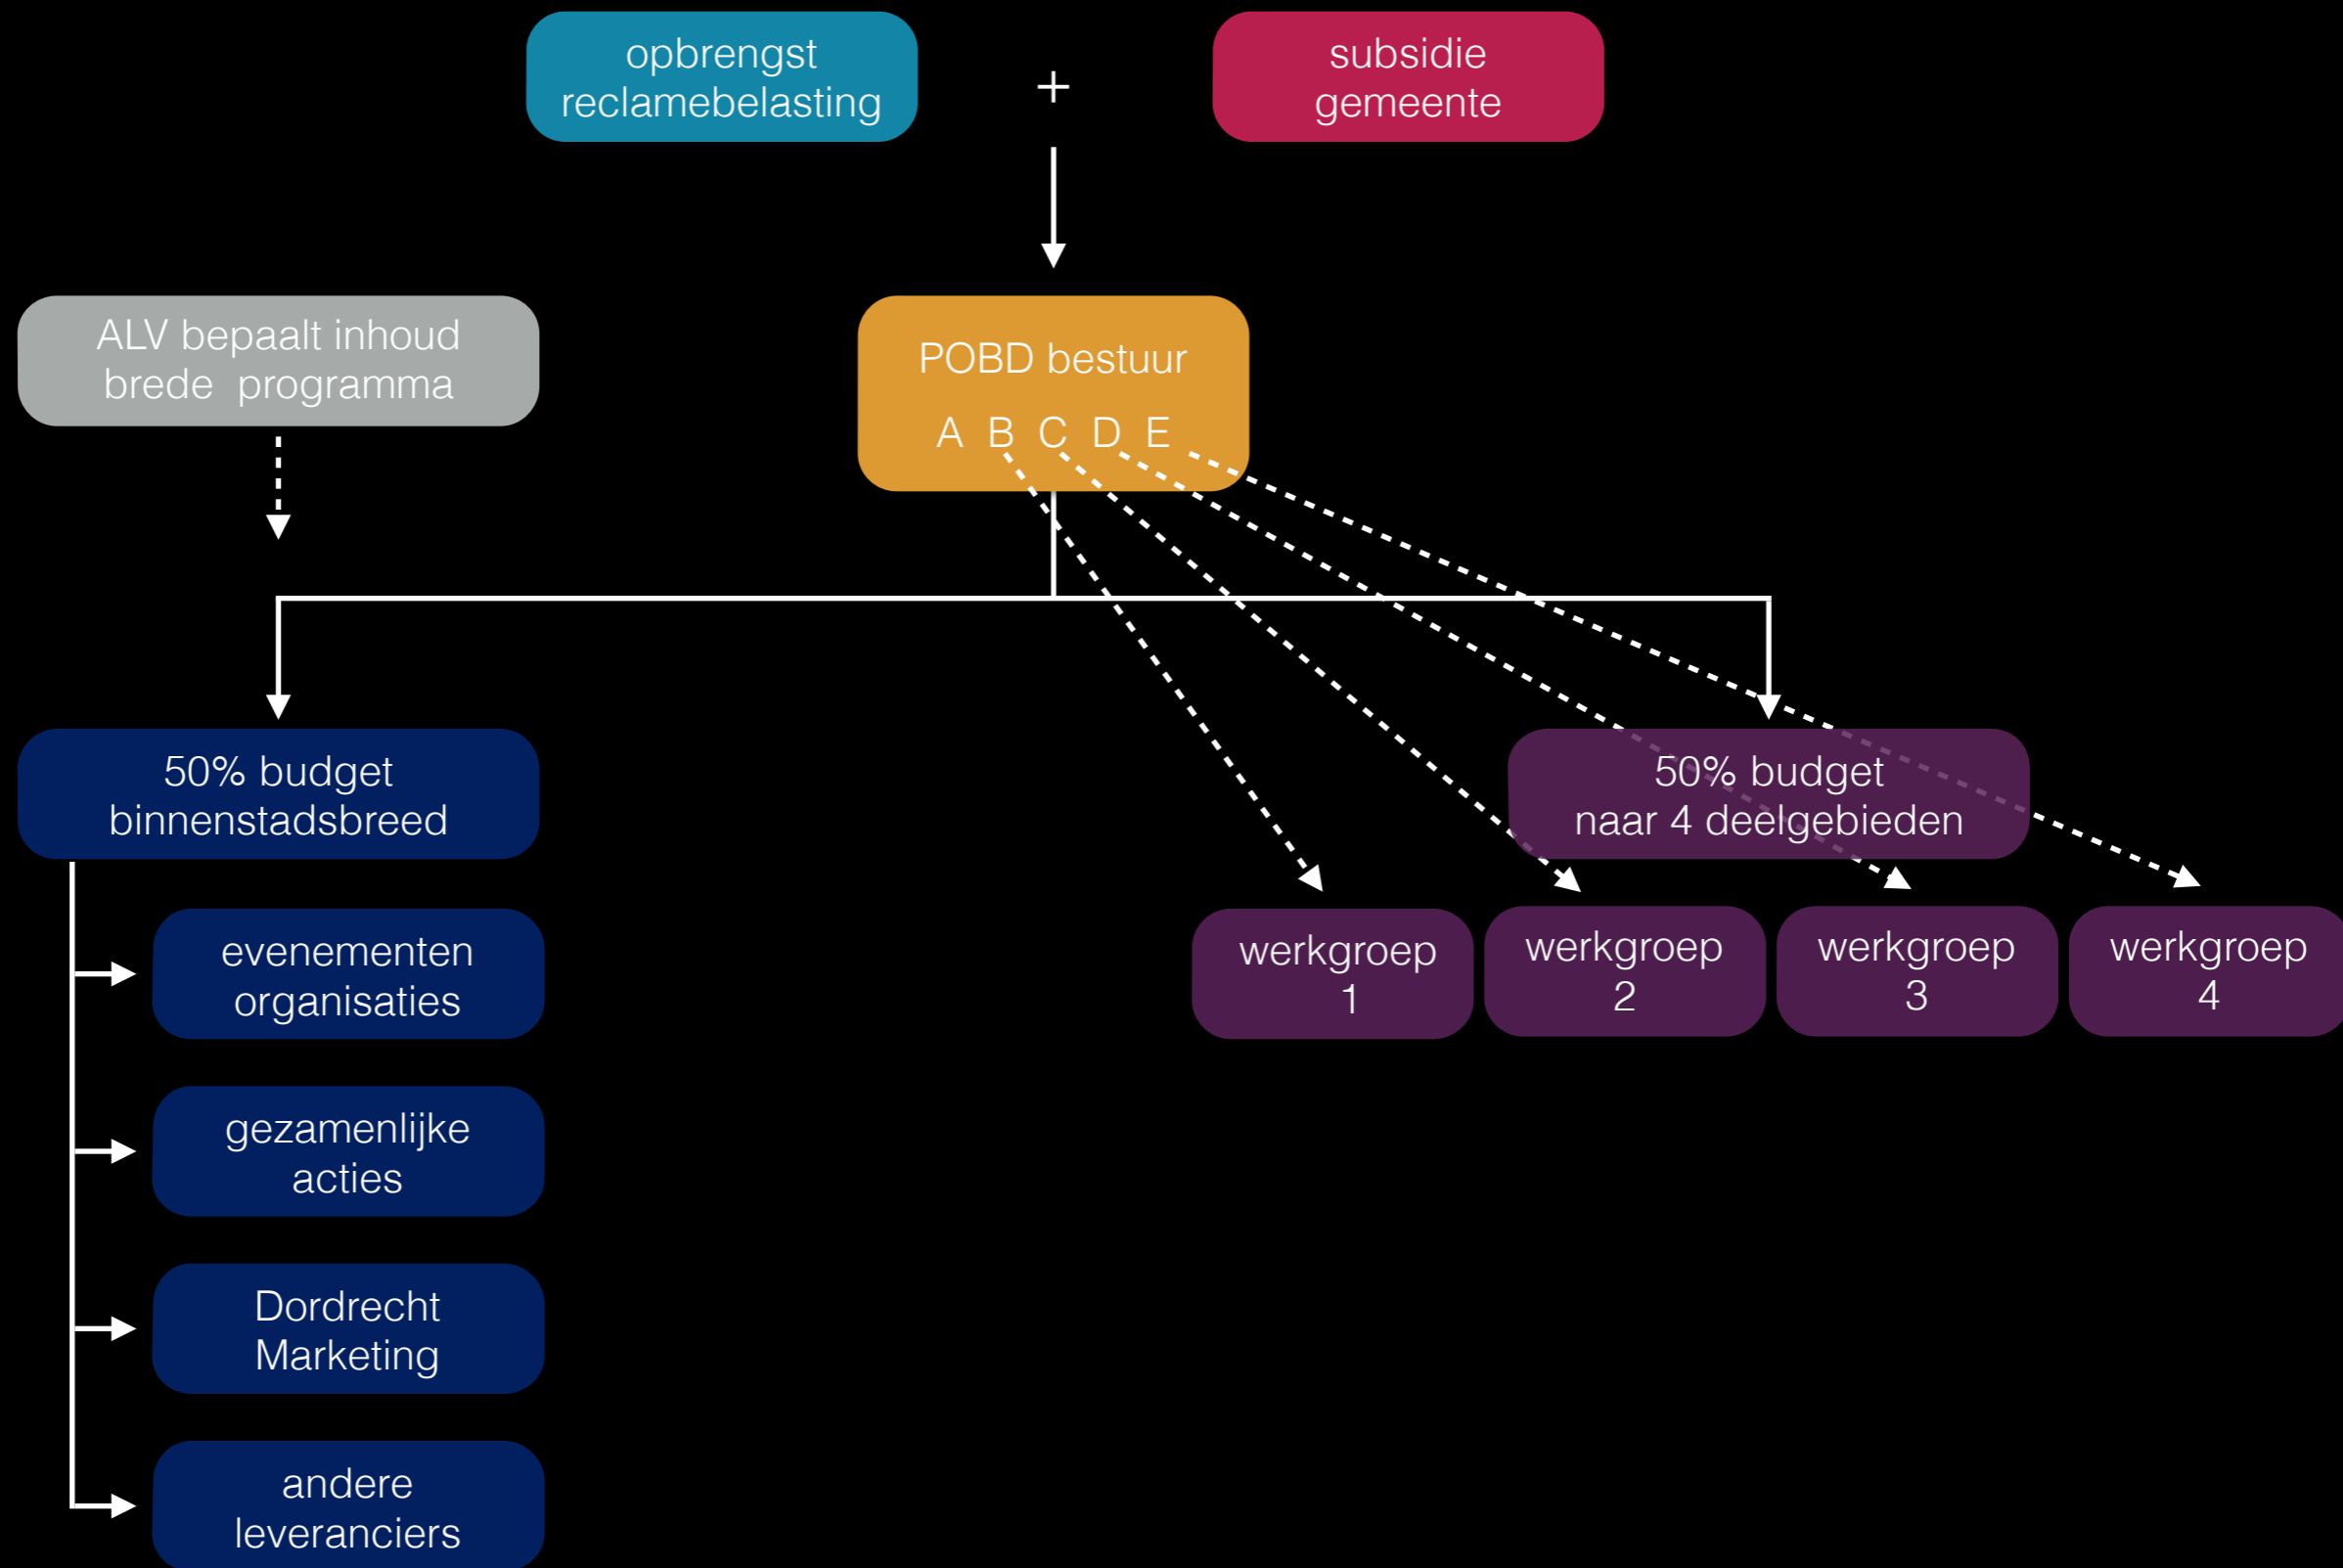 opbrengst
reclamebelasting
+
subsidie
gemeente
ALV bepaalt inhoud
brede  programma
POBD bestuur
A B C D E
50% budget
binnenstadsbreed
50% budget
naar 4 deelgebieden
evenementen
organisaties
gezamenlijke
acties
Dordrecht
Marketing
andere
leveranciers
werkgroep
1
werkgroep
2
werkgroep
3
werkgroep
4